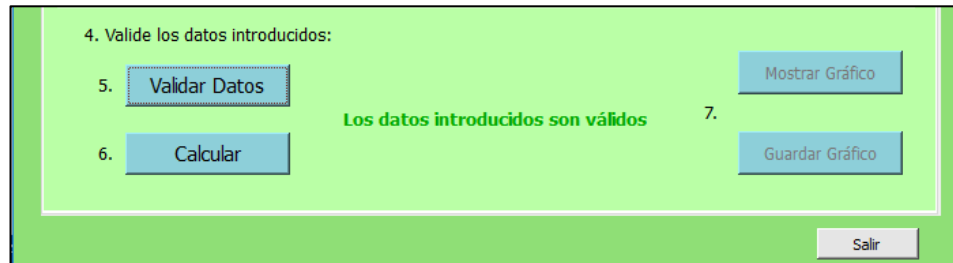 4. Valide los datos introducidos:
5. Validar Datos
Mostrar Gráfico
Los datos introducidos son válidos
7.
6. Calcular
Guardar Gráfico
Salir